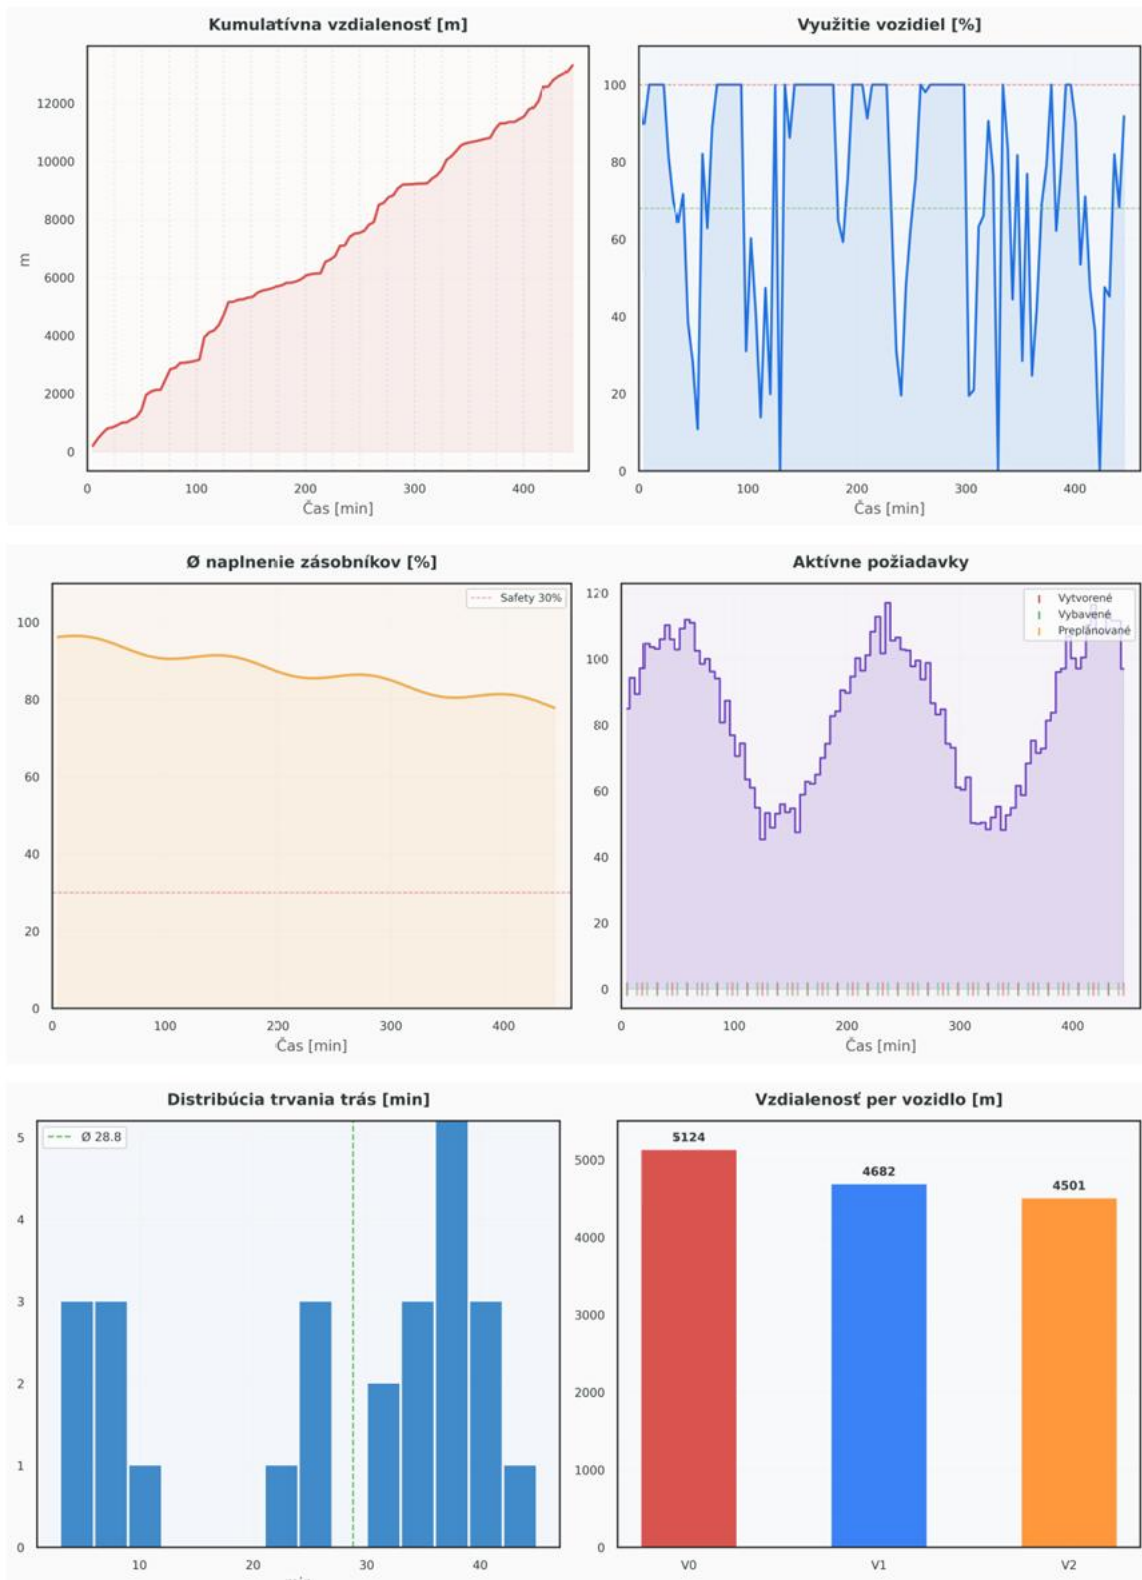 Kumulatívna vzdialenosť [m]
12000
10000
8000
6000
4000
2000
0
m
0 100 200 300 400
Čas [min]
Využitie vozidiel [%]
100
80
60
40
20
0
0 100 200 300 400
Čas [min]
Ø naplnenie zásobníkov [%]
Safety 30%
100
80
60
40
20
0
0 100 200 300 400
Čas [min]
Aktívne požiadavky
Vytvorené
Vybavené
Preplánované
120
100
80
60
40
20
0
0 100 200 300 400
Čas [min]
Distribúcia trvania trás [min]
Ø 28.8
5
4
3
2
1
0
10 20 30 40
Vzdialenosť per vozidlo [m]
5124
4682
4501
5000
4000
3000
2000
1000
0
V0 V1 V2